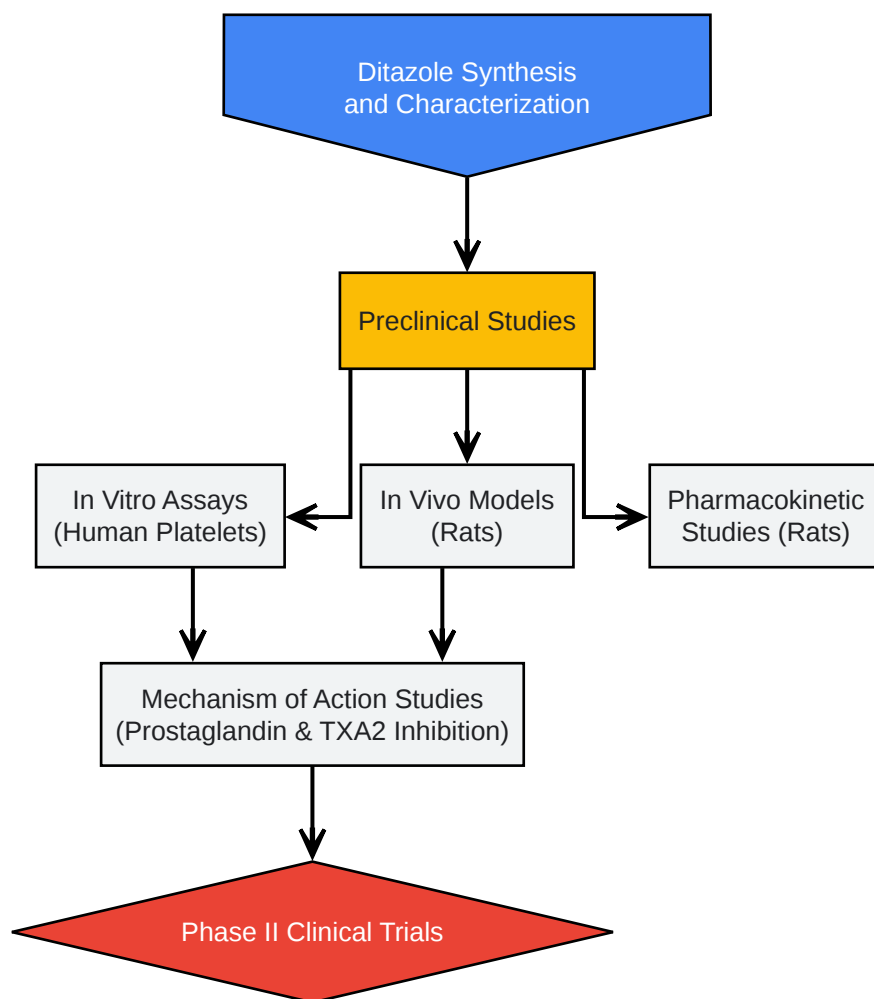 Ditazole Synthesis
and Characterization
Preclinical Studies
In Vitro Assays
(Human Platelets)
In Vivo Models
(Rats)
Pharmacokinetic
Studies (Rats)
Mechanism of Action Studies
(Prostaglandin & TXA2 Inhibition)
Phase II Clinical Trials